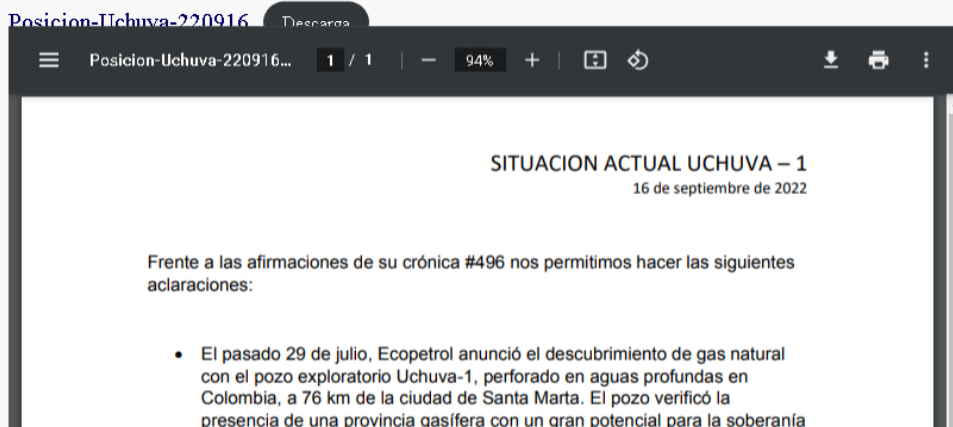 Posicion-Uchuva-220916 Descarga
Posicion-Uchuva-220916... 1 / 1 94%
SITUACION ACTUAL UCHUVA – 1
16 de septiembre de 2022
Frente a las afirmaciones de su crónica #496 nos permitimos hacer las siguientes
aclaraciones:
• El pasado 29 de julio, Ecopetrol anunció el descubrimiento de gas natural
con el pozo exploratorio Uchuva-1, perforado en aguas profundas en
Colombia, a 76 km de la ciudad de Santa Marta. El pozo verificó la
presencia de una provincia gasífera con un gran potencial para la soberanía